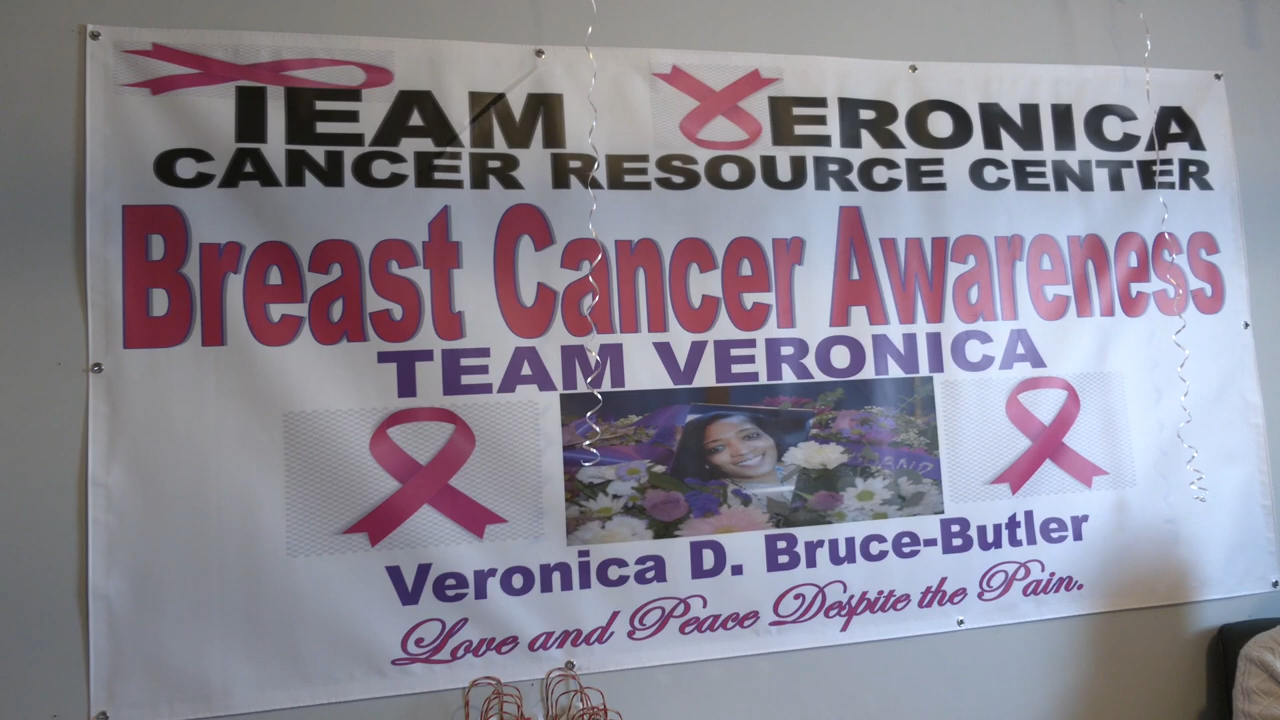 TEAM VERONICA
CANCER RESOURCE CENTER
Breast Cancer Awareness
TEAM VERONICA
Veronica D. Bruce-Butler
Love and Peace Despite the Pain.